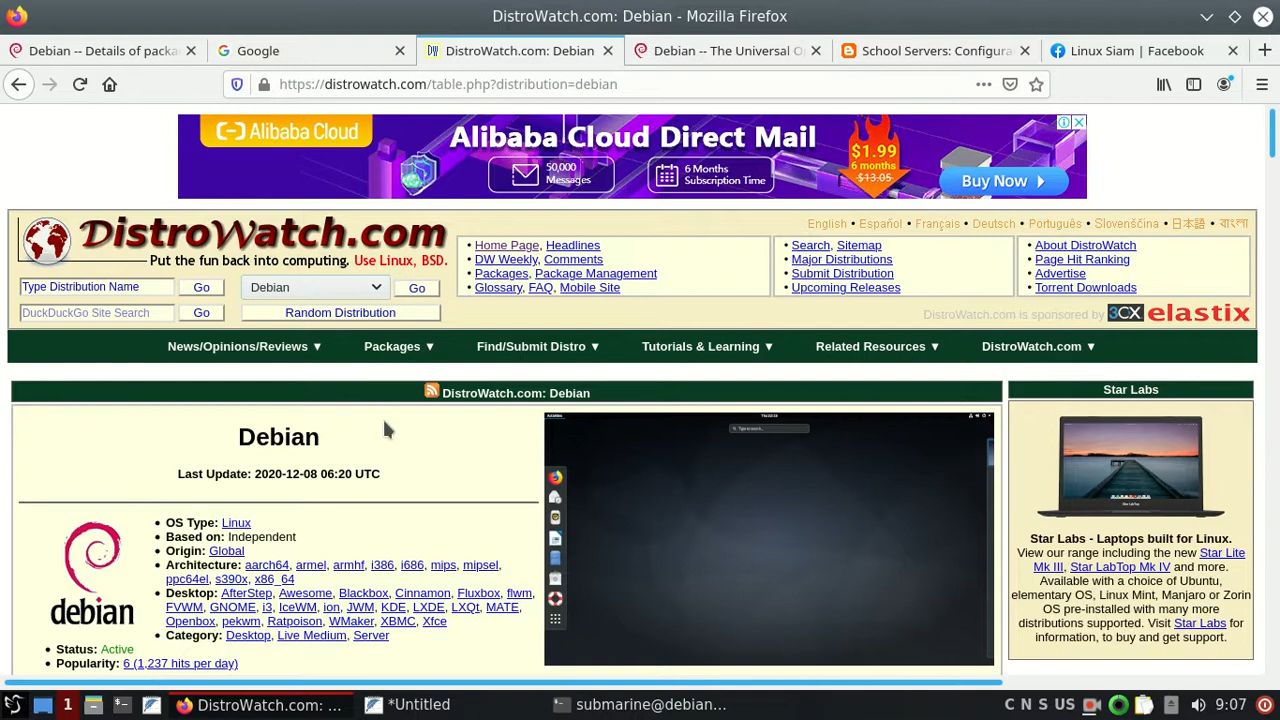 DistroWatch.com: Debian - Mozilla Firefox
Debian -- Details of packa
Google
DistroWatch.com: Debian
Debian -- The Universal O
School Servers: Configura
Linux Siam | Facebook
https://distrowatch.com/table.php?distribution=debian
Alibaba Cloud
Alibaba Cloud Direct Mail
50,000
Messages
6 Months
Subscription Time
$1.99
6 months
$13.05
Buy Now
DistroWatch.com
Put the fun back into computing. Use Linux, BSD.
English • Español • Français • Deutsch • Português • Slovenščina • 日本語 • বাংলা
Type Distribution Name Go Debian Go
DuckDuckGo Site Search Go Random Distribution
• Home Page, Headlines
• DW Weekly, Comments
• Packages, Package Management
• Glossary, FAQ, Mobile Site
• Search, Sitemap
• Major Distributions
• Submit Distribution
• Upcoming Releases
• About DistroWatch
• Page Hit Ranking
• Advertise
• Torrent Downloads
DistroWatch.com is sponsored by 3CX elastix
News/Opinions/Reviews ▼ Packages ▼ Find/Submit Distro ▼ Tutorials & Learning ▼ Related Resources ▼ DistroWatch.com ▼
DistroWatch.com: Debian
Debian
Last Update: 2020-12-08 06:20 UTC
debian
• OS Type: Linux
• Based on: Independent
• Origin: Global
• Architecture: aarch64, armel, armhf, i386, i686, mips, mipsel,
ppc64el, s390x, x86_64
• Desktop: AfterStep, Awesome, Blackbox, Cinnamon, Fluxbox, flwm,
FVWM, GNOME, i3, IceWM, ion, JWM, KDE, LXDE, LXQt, MATE,
Openbox, pekwm, Ratpoison, WMaker, XBMC, Xfce
• Category: Desktop, Live Medium, Server
• Status: Active
• Popularity: 6 (1,237 hits per day)
Type to search...
Star Labs
Star Labs - Laptops built for Linux.
View our range including the new Star Lite
Mk III, Star LabTop Mk IV and more.
Available with a choice of Ubuntu,
elementary OS, Linux Mint, Manjaro or Zorin
OS pre-installed with many more
distributions supported. Visit Star Labs for
information, to buy and get support.
1 DistroWatch.com: ... *Untitled submarine@debian... C N S US 9:07